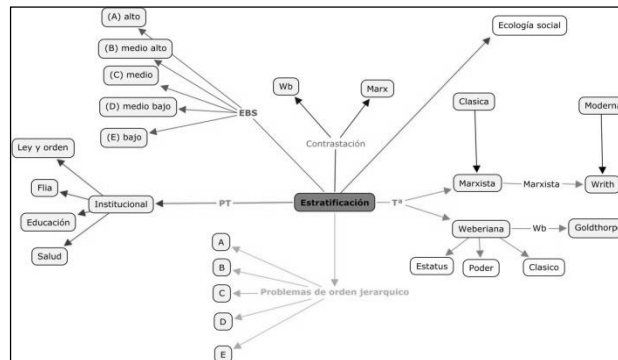 (A) alto
(B) medio alto
(C) medio
(D) medio bajo
(E) bajo
EBS
Wb
Marx
Contrastación
Ecología social
Clasica
Moderna
Marxista
Marxista
Writh
Ley y orden
Flia
Educación
Salud
Institucional
PT
Estratificación
Tª
Weberiana
Wb
Goldthorpe
Estatus
Poder
Clasico
A
B
C
D
E
Problemas de orden jerarquico